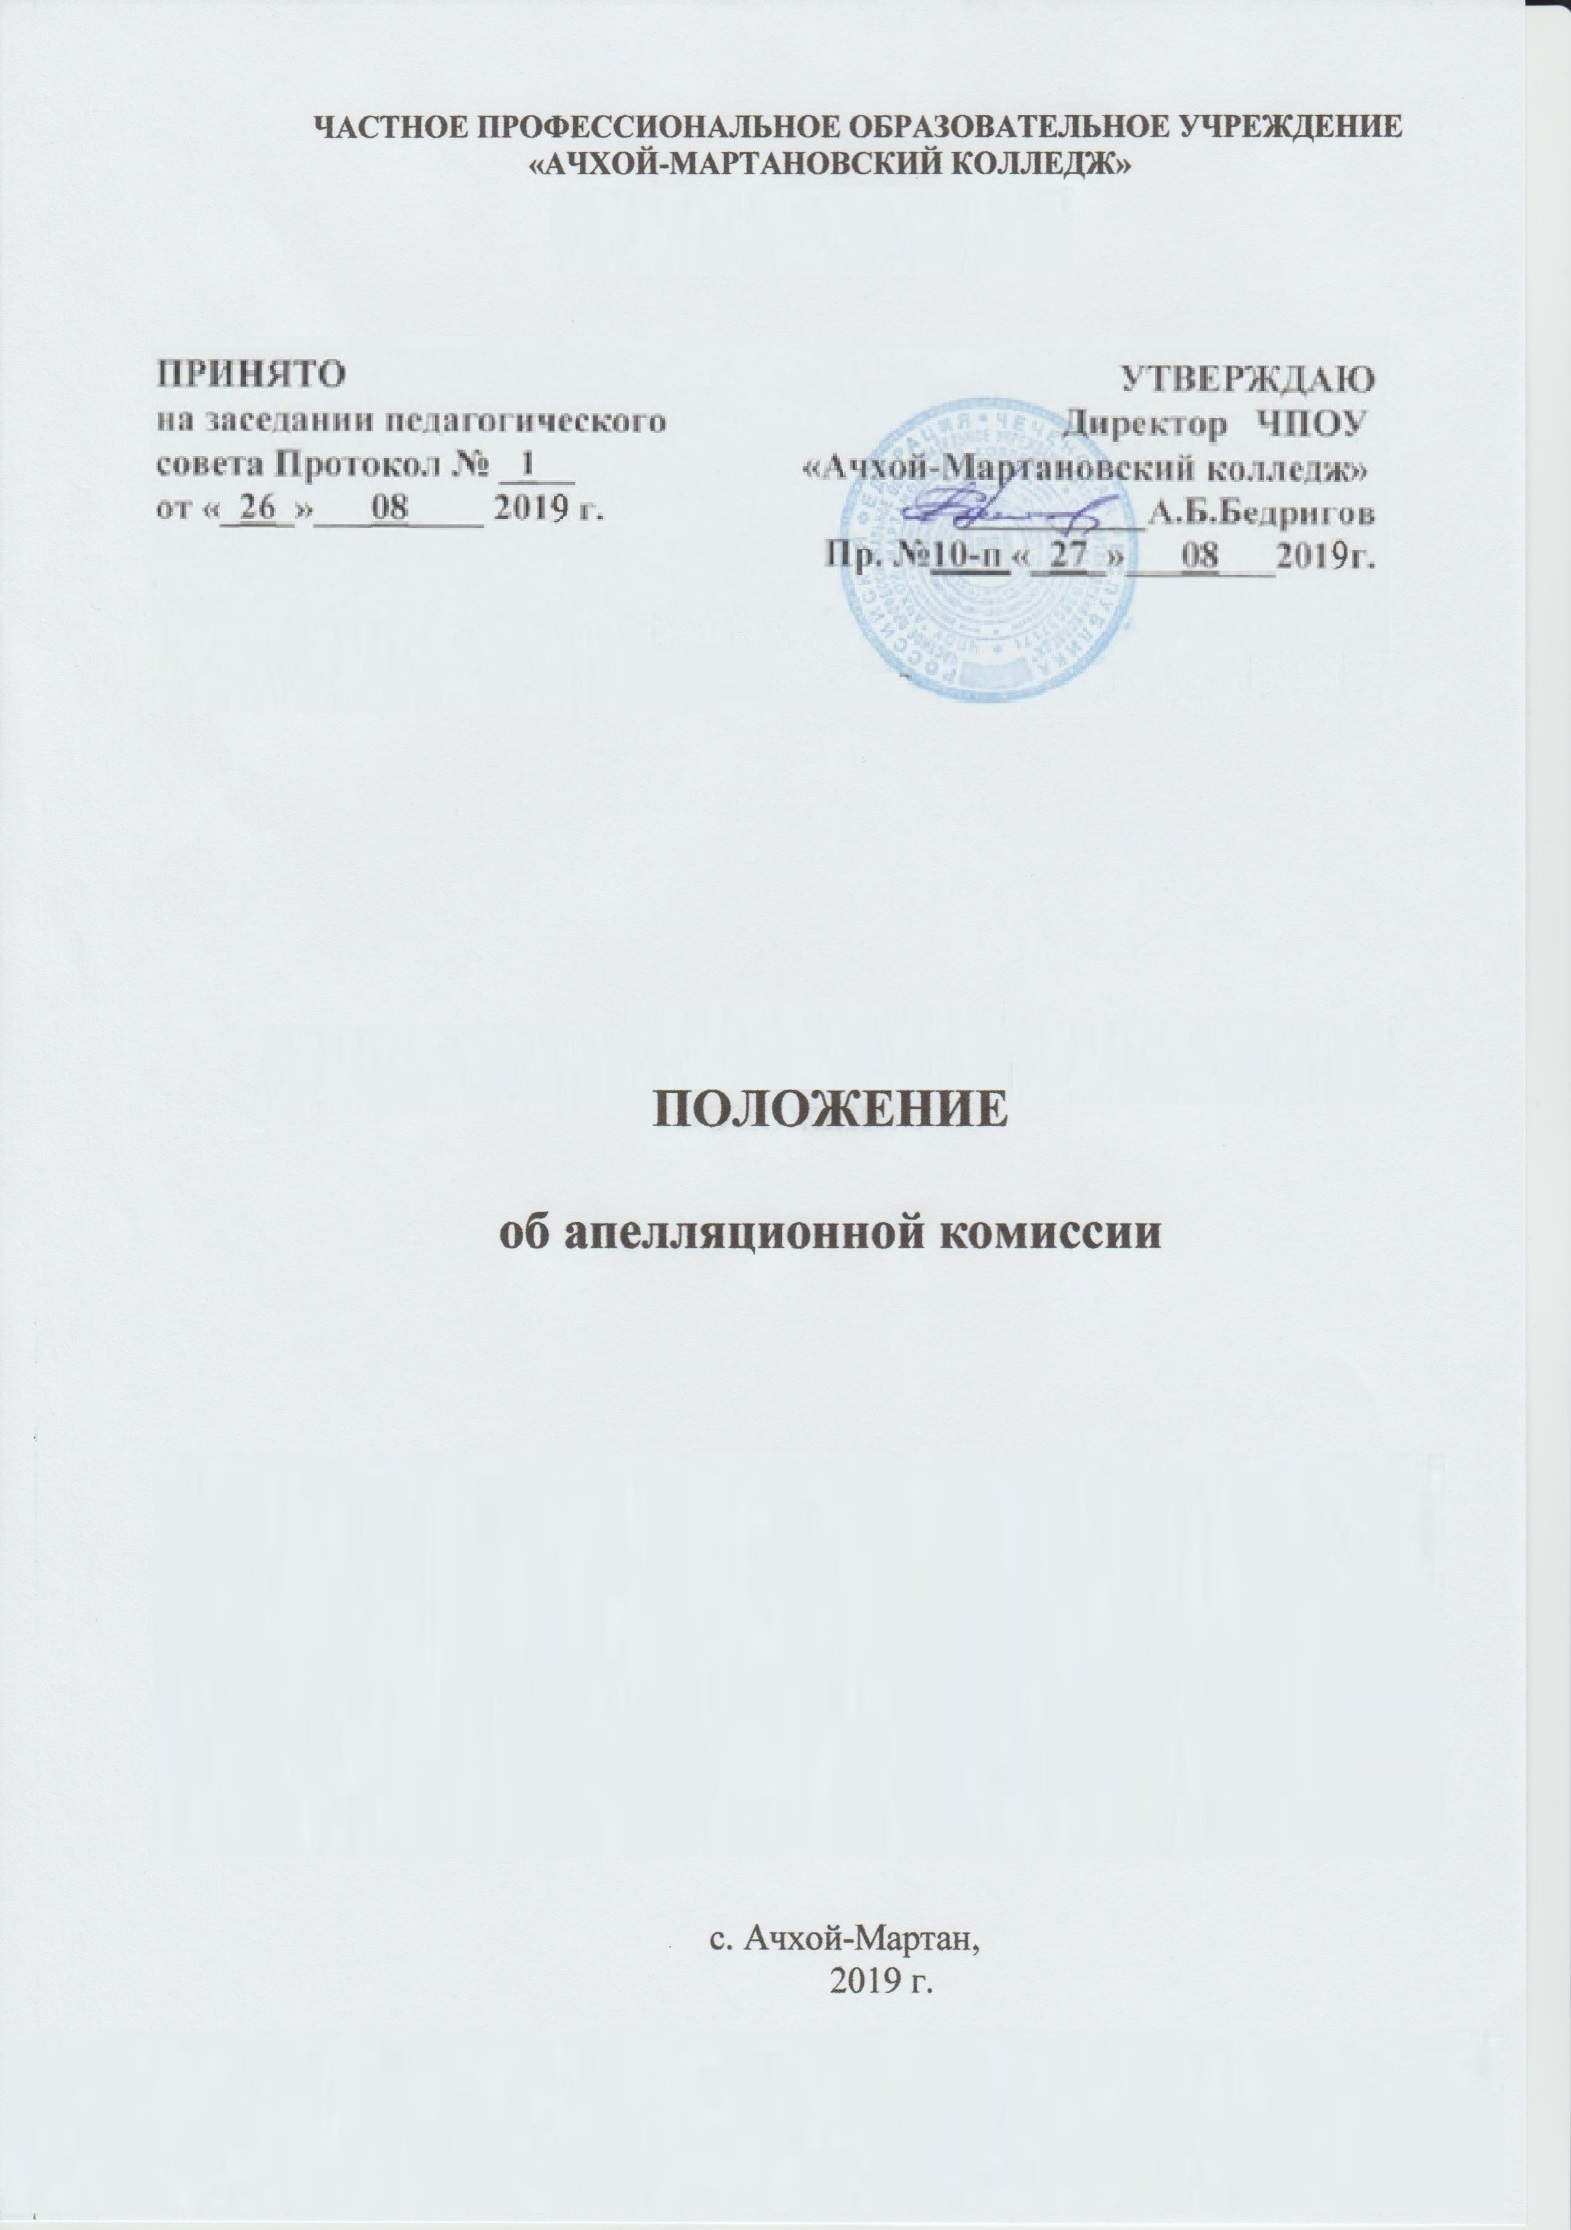 ЧАСТНОЕ ПРОФЕССИОНАЛЬНОЕ ОБРАЗОВАТЕЛЬНОЕ УЧРЕЖДЕНИЕ
«АЧХОЙ-МАРТАНОВСКИЙ КОЛЛЕДЖ»
ПРИНЯТО
на заседании педагогического
совета Протокол № 1
от « 26 » 08 2019 г.
УТВЕРЖДАЮ
Директор ЧПОУ
«Ачхой-Мартановский колледж»
А.Б.Бедригов
Пр. №10-п « 27 » 08 2019г.
ПОЛОЖЕНИЕ
об апелляционной комиссии
с. Ачхой-Мартан,
2019 г.